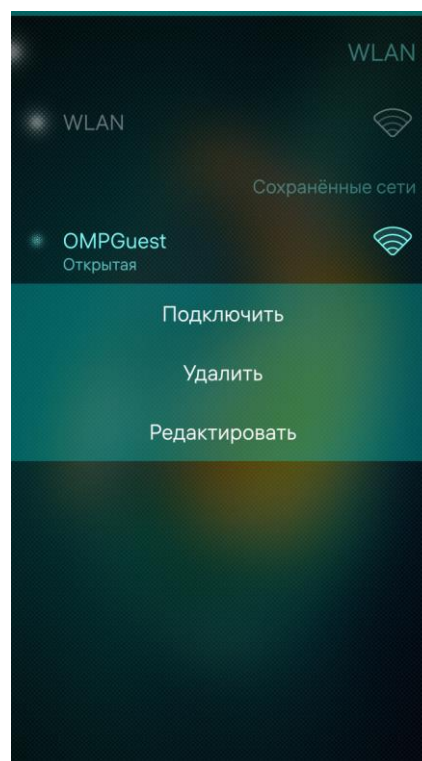 WLAN
WLAN
Сохранённые сети
OMPGuest
Открытая
Подключить
Удалить
Редактировать